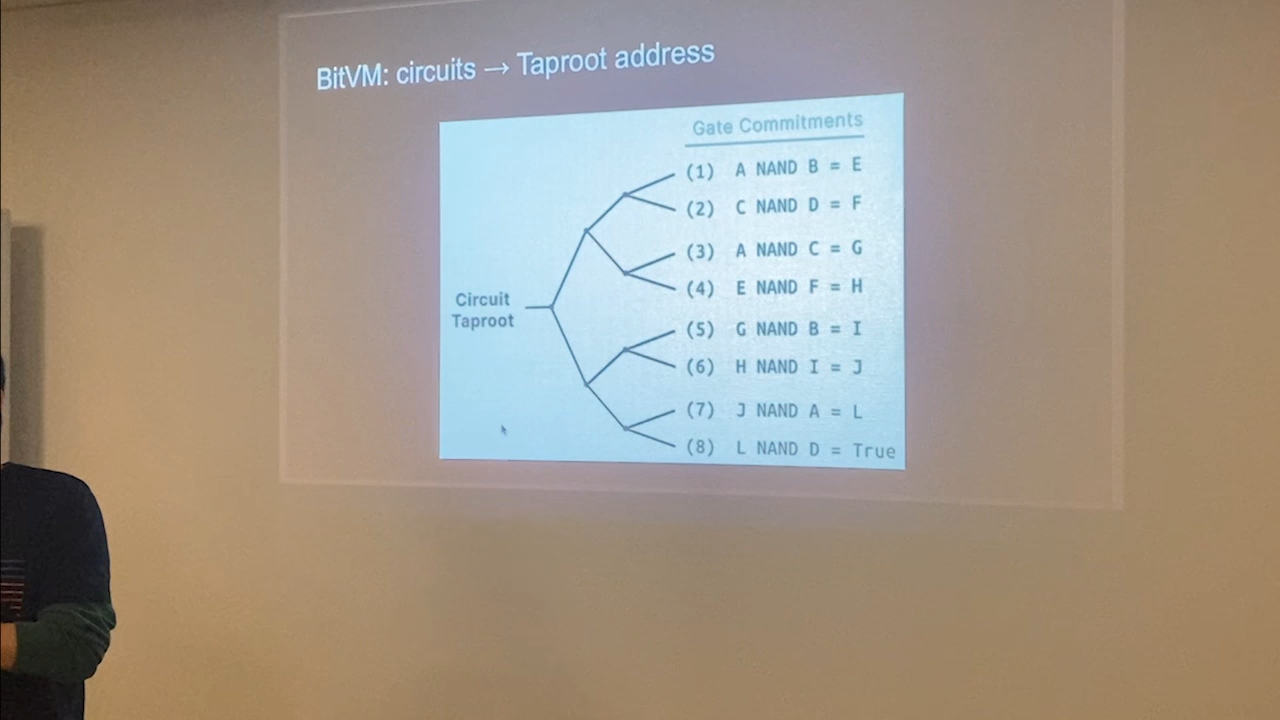 BitVM: circuits → Taproot address
Gate Commitments
(1) A NAND B = E
(2) C NAND D = F
(3) A NAND C = G
(4) E NAND F = H
Circuit
Taproot
(5) G NAND B = I
(6) H NAND I = J
(7) J NAND A = L
(8) L NAND D = True